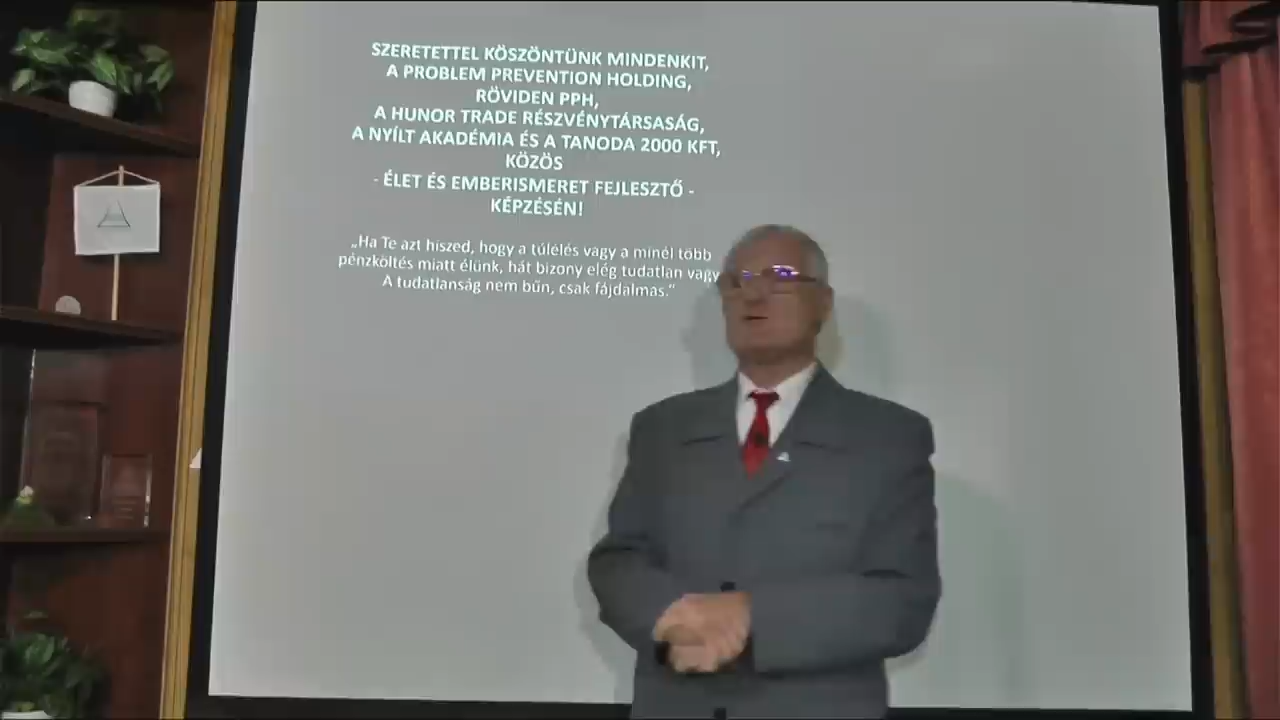 SZERETETTEL KÖSZÖNTÜNK MINDENKIT,
A PROBLEM PREVENTION HOLDING,
RÖVIDEN PPH,
A HUNOR TRADE RÉSZVÉNYTÁRSASÁG,
A NYÍLT AKADÉMIA ÉS A TANODA 2000 KFT,
KÖZÖS
- ÉLET ÉS EMBERISMERET FEJLESZTŐ -
KÉPZÉSÉN!
„Ha Te azt hiszed, hogy a túlélés vagy a minél több
pénzköltés miatt élünk, hát bizony elég tudatlan vagy
A tudatlanság nem bűn, csak fájdalmas.”